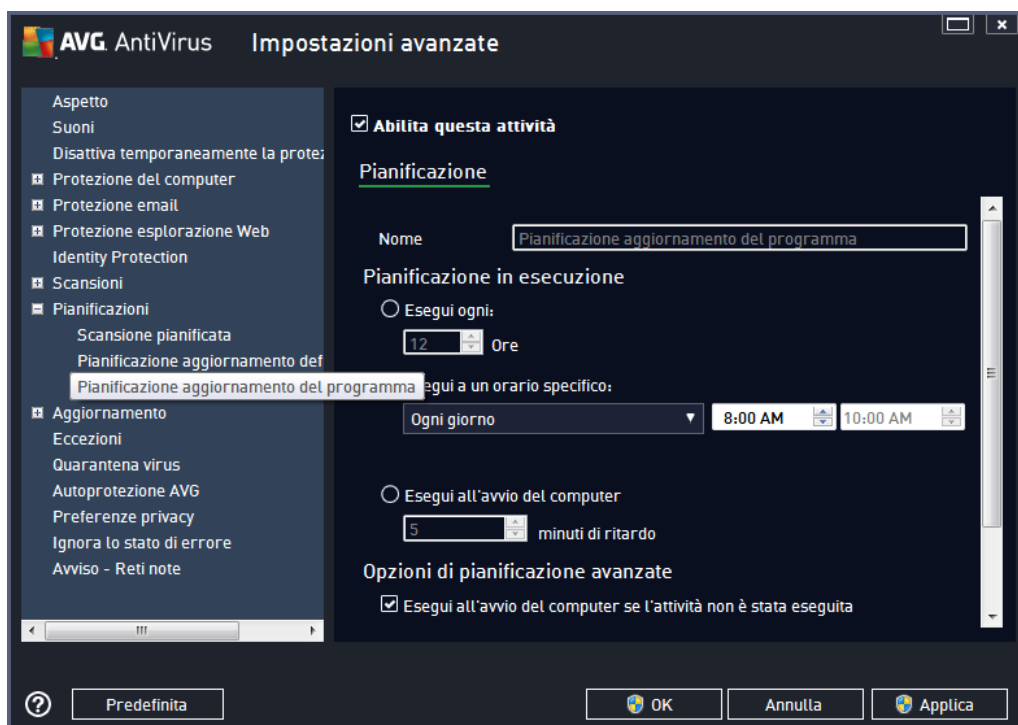 AVG. AntiVirus Impostazioni avanzate
Aspetto
Suoni
Disattiva temporaneamente la protez
Protezione del computer
Protezione email
Protezione esplorazione Web
Identity Protection
Scansioni
Pianificazioni
Scansione pianificata
Pianificazione aggiornamento def
Pianificazione aggiornamento del programma
Aggiornamento
Eccezioni
Quarantena virus
Autoprotezione AVG
Preferenze privacy
Ignora lo stato di errore
Avviso - Reti note
Abilita questa attività
Pianificazione
Nome Pianificazione aggiornamento del programma
Pianificazione in esecuzione
Esegui ogni:
12 Ore
egui a un orario specifico:
Ogni giorno 8:00 AM 10:00 AM
Esegui all'avvio del computer
5 minuti di ritardo
Opzioni di pianificazione avanzate
Esegui all'avvio del computer se l'attività non è stata eseguita
? Predefinita OK Annulla Applica